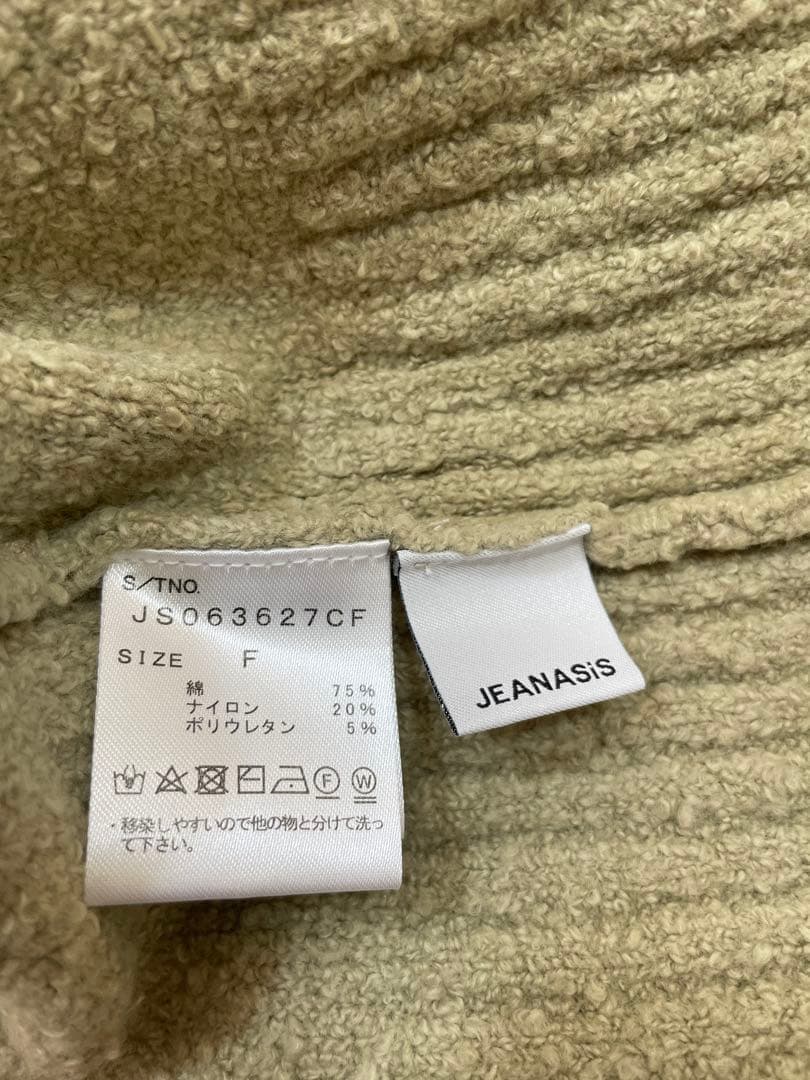 S/TNO.
JS063627CF
SIZE F
綿 75%
ナイロン 20%
ポリウレタン 5%
F W
・移染しやすいので他の物と分けて洗っ
て下さい。
JEANASiS